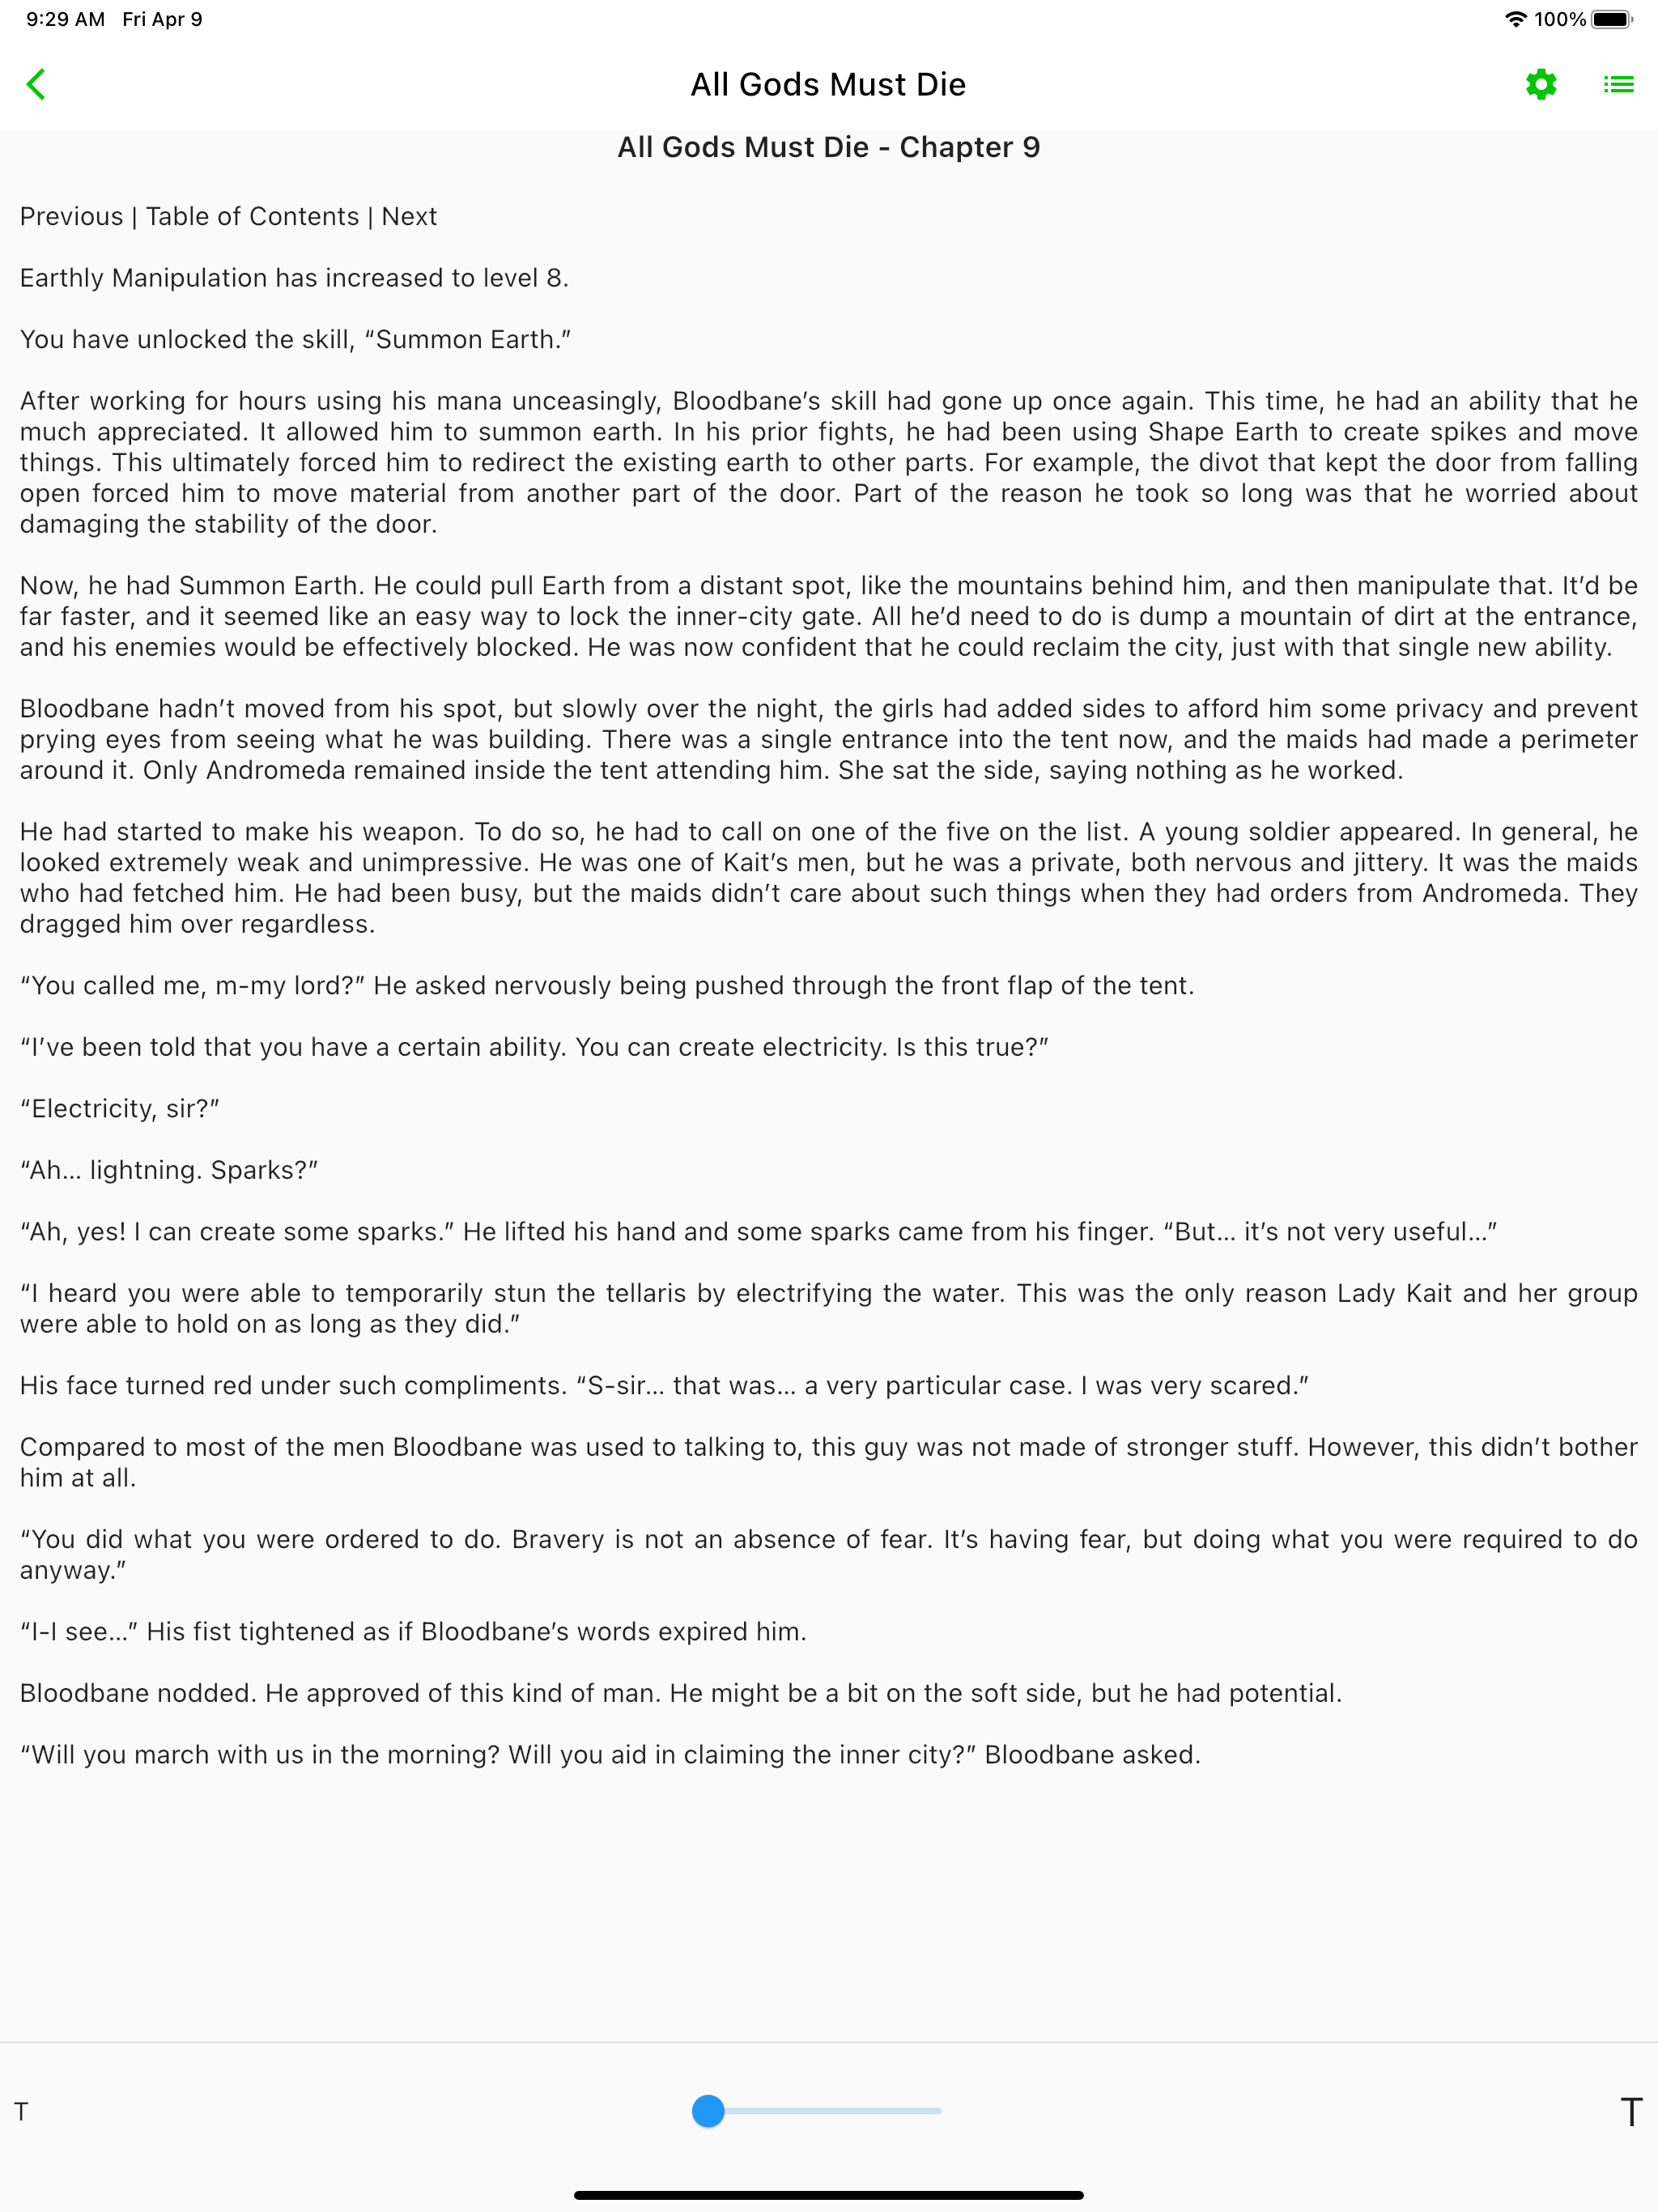 9:29 AM Fri Apr 9 100%
All Gods Must Die
All Gods Must Die - Chapter 9
Previous | Table of Contents | Next
Earthly Manipulation has increased to level 8.
You have unlocked the skill, “Summon Earth.”
After working for hours using his mana unceasingly, Bloodbane’s skill had gone up once again. This time, he had an ability that he
much appreciated. It allowed him to summon earth. In his prior fights, he had been using Shape Earth to create spikes and move
things. This ultimately forced him to redirect the existing earth to other parts. For example, the divot that kept the door from falling
open forced him to move material from another part of the door. Part of the reason he took so long was that he worried about
damaging the stability of the door.
Now, he had Summon Earth. He could pull Earth from a distant spot, like the mountains behind him, and then manipulate that. It’d be
far faster, and it seemed like an easy way to lock the inner-city gate. All he’d need to do is dump a mountain of dirt at the entrance,
and his enemies would be effectively blocked. He was now confident that he could reclaim the city, just with that single new ability.
Bloodbane hadn’t moved from his spot, but slowly over the night, the girls had added sides to afford him some privacy and prevent
prying eyes from seeing what he was building. There was a single entrance into the tent now, and the maids had made a perimeter
around it. Only Andromeda remained inside the tent attending him. She sat the side, saying nothing as he worked.
He had started to make his weapon. To do so, he had to call on one of the five on the list. A young soldier appeared. In general, he
looked extremely weak and unimpressive. He was one of Kait’s men, but he was a private, both nervous and jittery. It was the maids
who had fetched him. He had been busy, but the maids didn’t care about such things when they had orders from Andromeda. They
dragged him over regardless.
“You called me, m-my lord?” He asked nervously being pushed through the front flap of the tent.
“I’ve been told that you have a certain ability. You can create electricity. Is this true?”
“Electricity, sir?”
“Ah… lightning. Sparks?”
“Ah, yes! I can create some sparks.” He lifted his hand and some sparks came from his finger. “But… it’s not very useful…”
“I heard you were able to temporarily stun the tellaris by electrifying the water. This was the only reason Lady Kait and her group
were able to hold on as long as they did.”
His face turned red under such compliments. “S-sir… that was… a very particular case. I was very scared.”
Compared to most of the men Bloodbane was used to talking to, this guy was not made of stronger stuff. However, this didn’t bother
him at all.
“You did what you were ordered to do. Bravery is not an absence of fear. It’s having fear, but doing what you were required to do
anyway.”
“I-I see…” His fist tightened as if Bloodbane’s words expired him.
Bloodbane nodded. He approved of this kind of man. He might be a bit on the soft side, but he had potential.
“Will you march with us in the morning? Will you aid in claiming the inner city?” Bloodbane asked.
T T